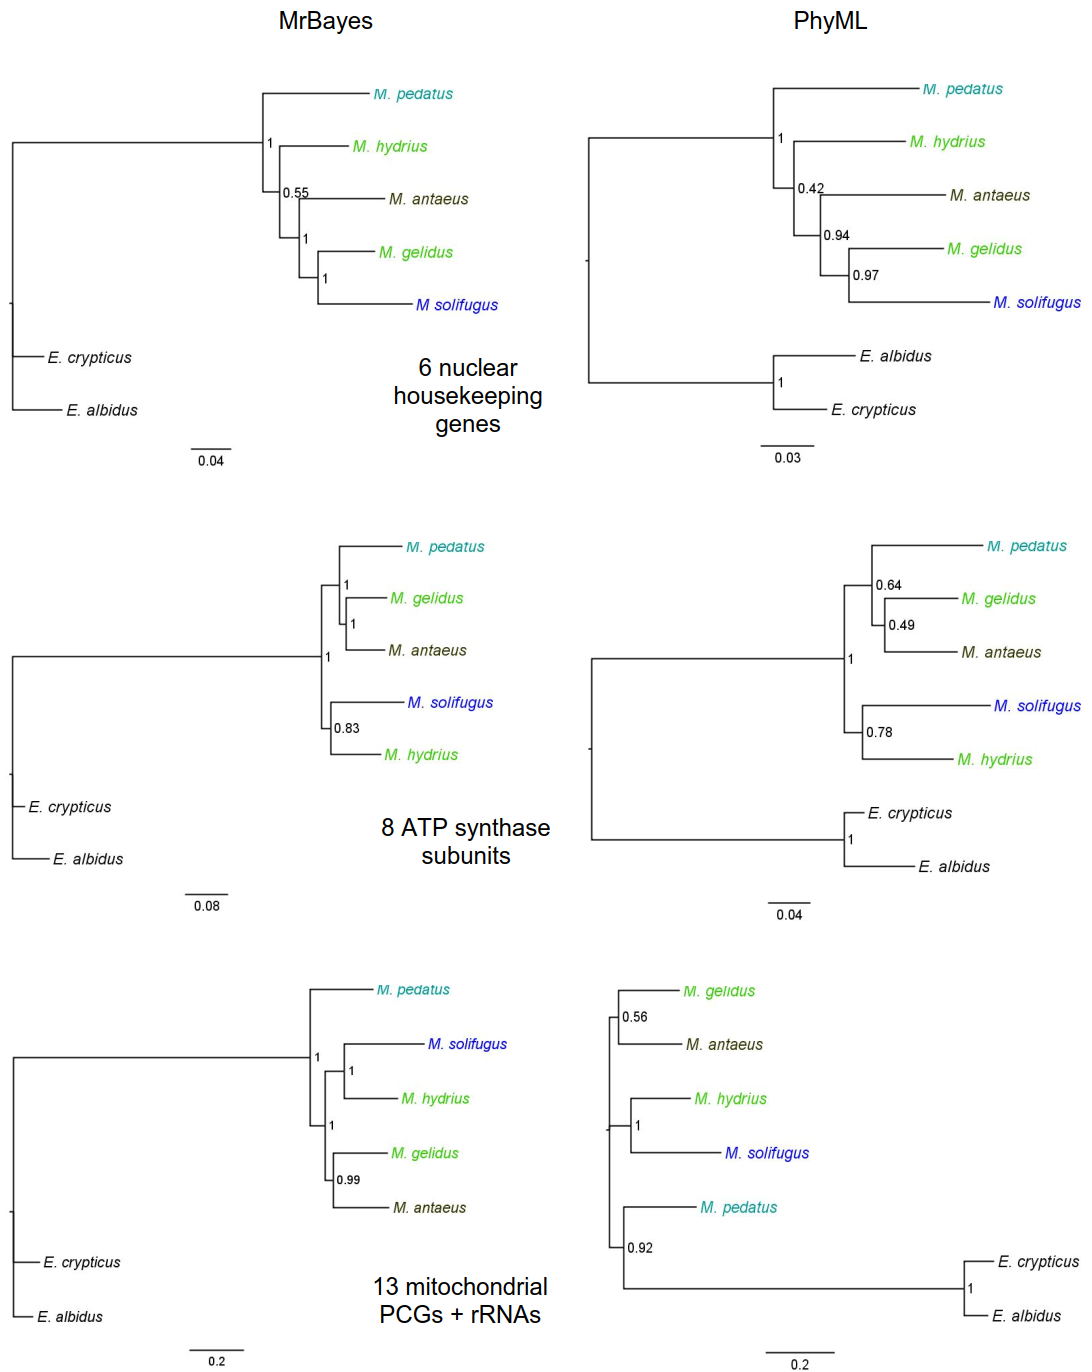 MrBayes
PhyML
M. pedatus
1
M. hydrius
0.55
M. antaeus
1
M. gelidus
1
M solifugus
E. crypticus
E. albidus
0.04
6 nuclear
housekeeping
genes
M. pedatus
1
M. hydrius
0.42
M. antaeus
0.94
M. gelidus
0.97
M. solifugus
E. albidus
1
E. crypticus
0.03
M. pedatus
1
M. gelidus
1
M. antaeus
1
M. solifugus
0.83
M. hydrius
E. crypticus
E. albidus
0.08
8 ATP synthase
subunits
M. pedatus
0.64
M. gelidus
0.49
M. antaeus
1
M. solifugus
0.78
M. hydrius
E. crypticus
1
E. albidus
0.04
M. pedatus
M. solifugus
1
1
M. hydrius
1
M. gelidus
0.99
M. antaeus
E. crypticus
E. albidus
0.2
13 mitochondrial
PCGs + rRNAs
M. gelidus
0.56
M. antaeus
M. hydrius
1
M. solifugus
M. pedatus
0.92
E. crypticus
1
E. albidus
0.2